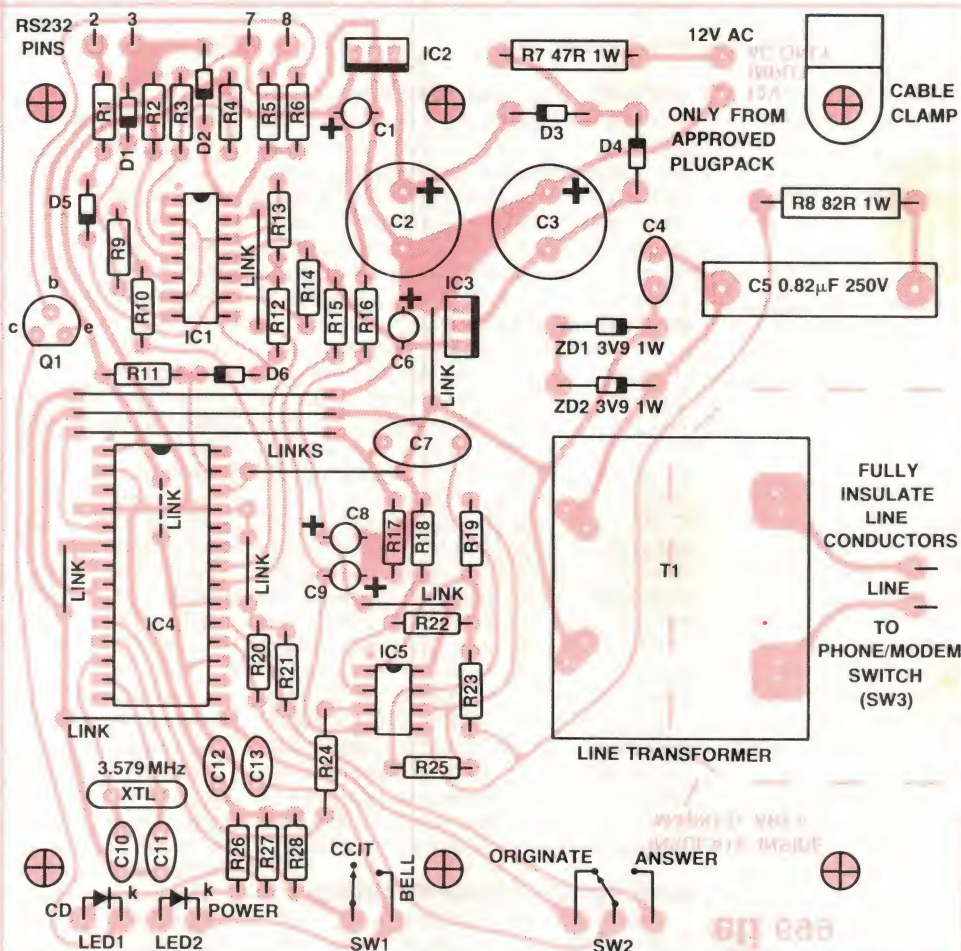 RS232 PINS
2 3 7 8
IC2
R7 47R 1W
12V AC
CABLE CLAMP
R1 D1 R2 R3 D2 R4 R5 R6
C1
D3
D4
ONLY FROM APPROVED PLUGPACK
D5
R9
R10
IC1
LINK
R13
R12
R14
R15
R16
C2
C3
C4
R8 82R 1W
C5 0.82µF 250V
IC3
C6
LINK
b
c e
Q1
R11
D6
ZD1 3V9 1W
ZD2 3V9 1W
LINKS
C7
LINK
LINK
LINK
IC4
C8
C9
R17
R18
R19
LINK
R22
IC5
R20
R21
R23
R24
R25
T1
LINE TRANSFORMER
FULLY INSULATE LINE CONDUCTORS
LINE
TO PHONE/MODEM SWITCH (SW3)
LINK
3.579 MHz
XTL
C12
C13
C10
C11
R26
R27
R28
CCIT
BELL
ORIGINATE
ANSWER
CD
k
k
POWER
LED1
LED2
SW1
SW2
eti 699